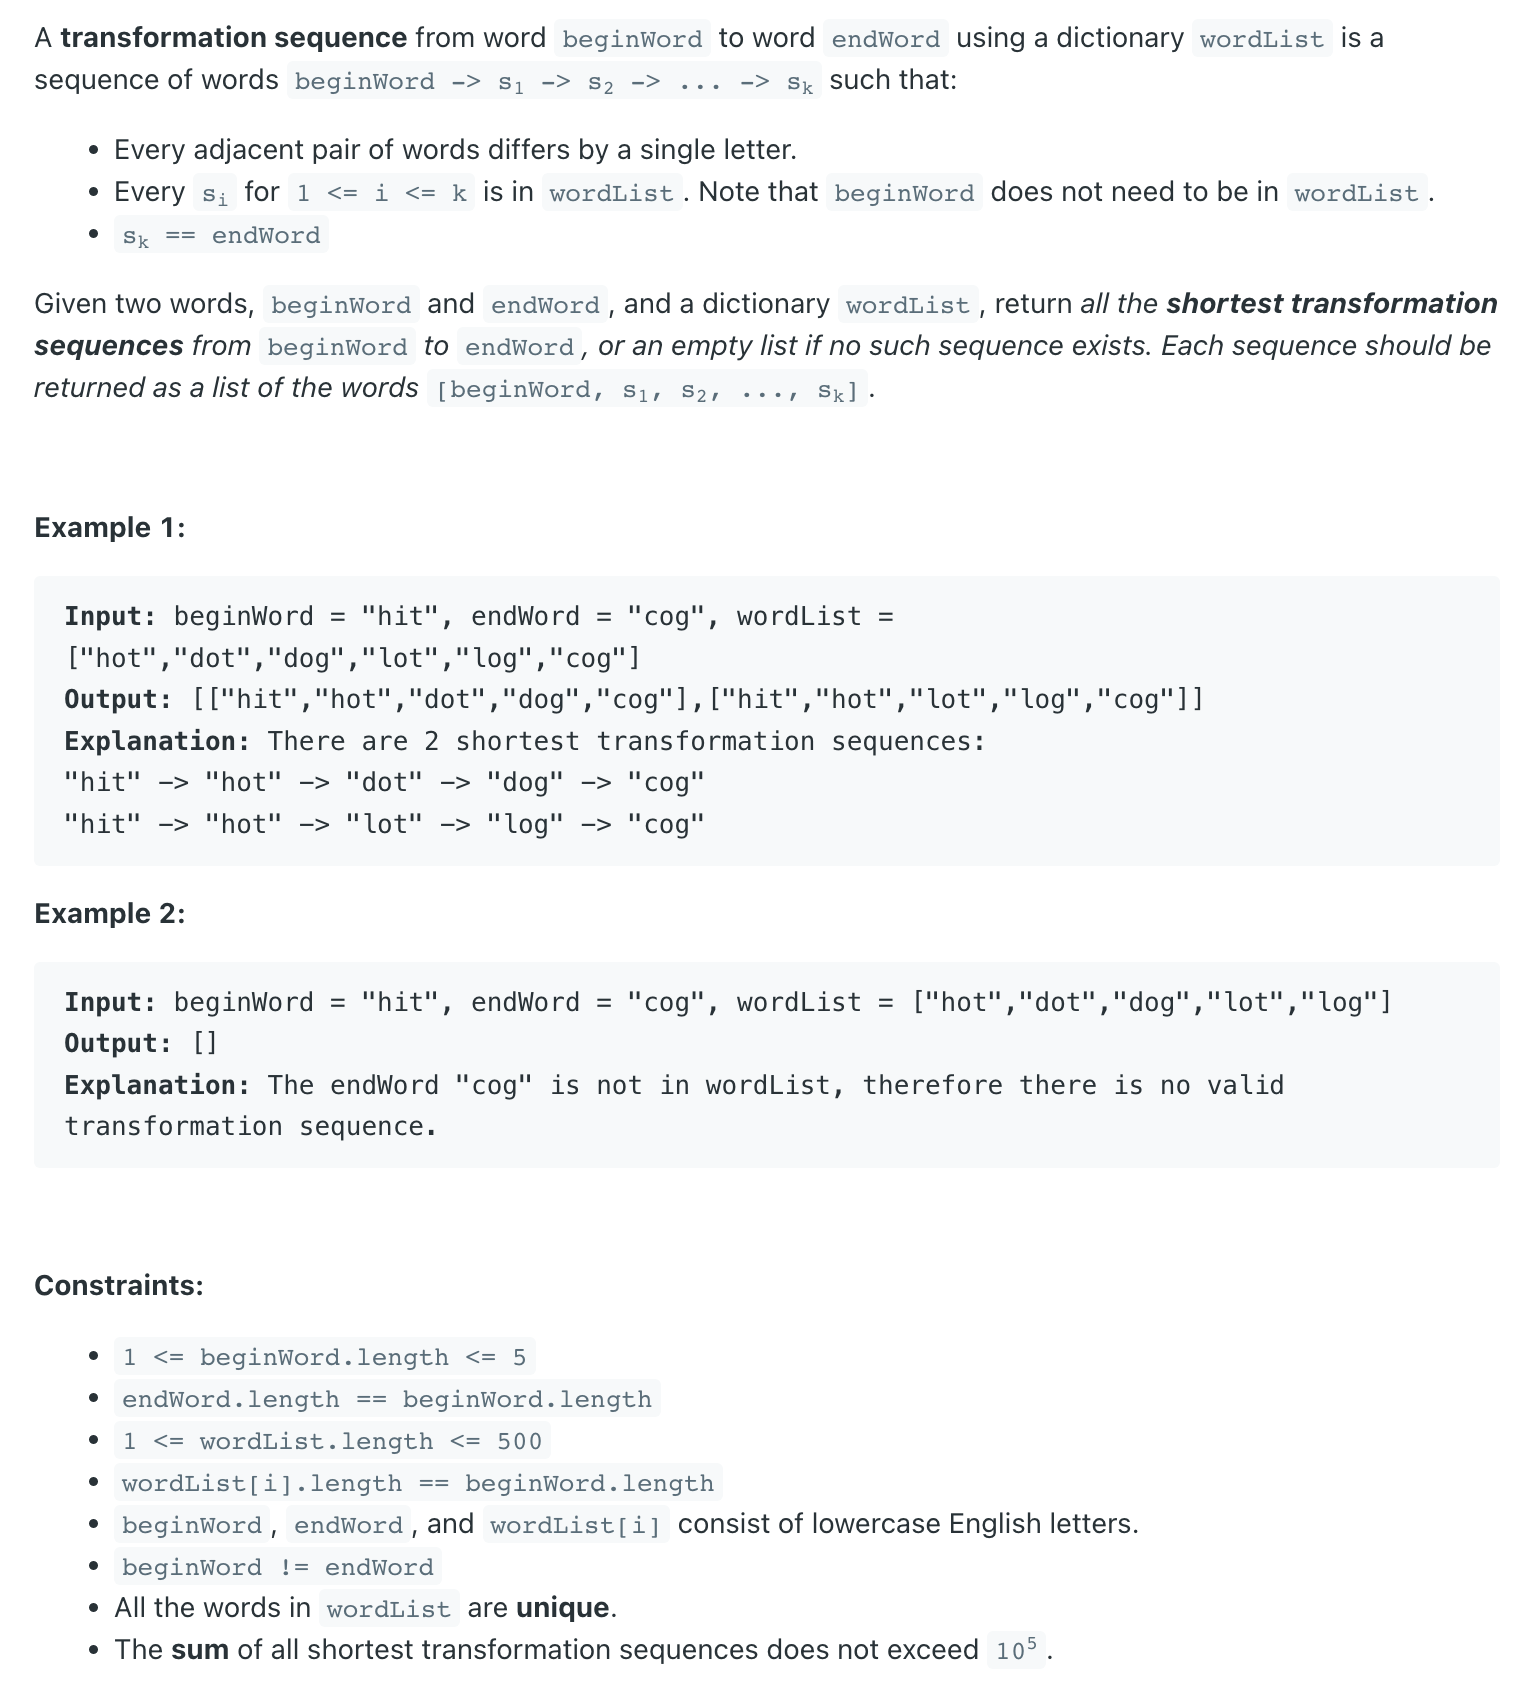 A transformation sequence from word beginWord to word endWord using a dictionary wordList is a
sequence of words beginWord -> s₁ -> s₂ -> ... -> sₖ such that:
• Every adjacent pair of words differs by a single letter.
• Every sᵢ for 1 <= i <= k is in wordList. Note that beginWord does not need to be in wordList.
• sₖ == endWord
Given two words, beginWord and endWord, and a dictionary wordList, return all the shortest transformation
sequences from beginWord to endWord, or an empty list if no such sequence exists. Each sequence should be
returned as a list of the words [beginWord, s₁, s₂, ..., sₖ].
Example 1:
Input: beginWord = "hit", endWord = "cog", wordList =
["hot","dot","dog","lot","log","cog"]
Output: [["hit","hot","dot","dog","cog"],["hit","hot","lot","log","cog"]]
Explanation: There are 2 shortest transformation sequences:
"hit" -> "hot" -> "dot" -> "dog" -> "cog"
"hit" -> "hot" -> "lot" -> "log" -> "cog"
Example 2:
Input: beginWord = "hit", endWord = "cog", wordList = ["hot","dot","dog","lot","log"]
Output: []
Explanation: The endWord "cog" is not in wordList, therefore there is no valid
transformation sequence.
Constraints:
• 1 <= beginWord.length <= 5
• endWord.length == beginWord.length
• 1 <= wordList.length <= 500
• wordList[i].length == beginWord.length
• beginWord, endWord, and wordList[i] consist of lowercase English letters.
• beginWord != endWord
• All the words in wordList are unique.
• The sum of all shortest transformation sequences does not exceed 10⁵.